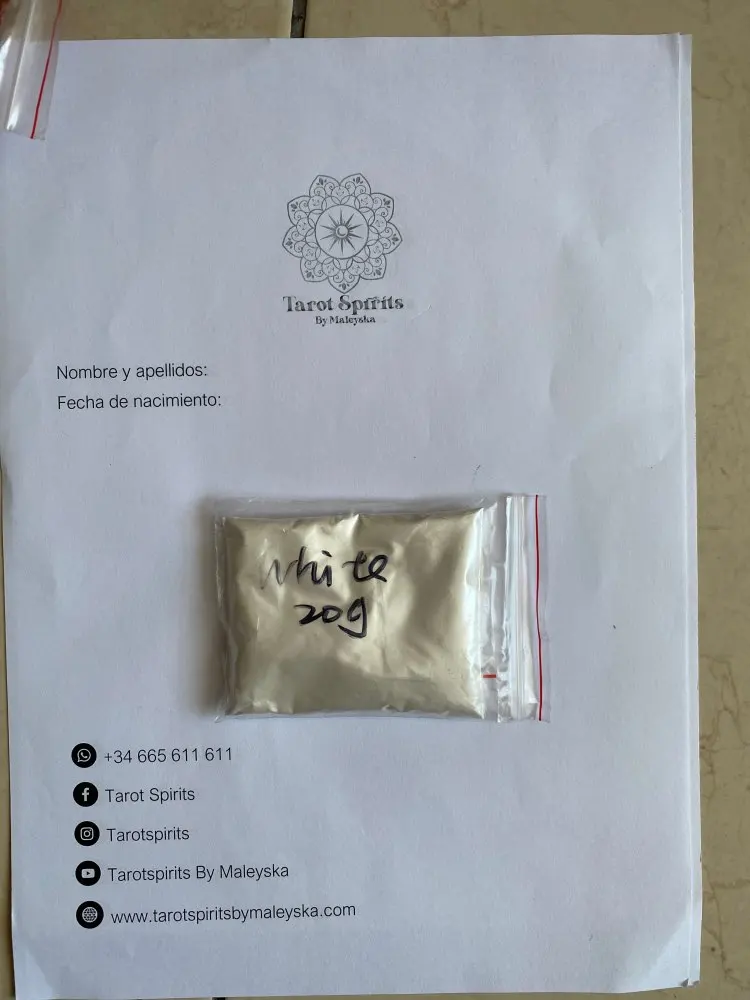 Tarot Spirits
By Maleyska
Nombre y apellidos:
Fecha de nacimiento:
White
20g
+34 665 611 611
Tarot Spirits
Tarotspirits
Tarotspirits By Maleyska
www.tarotspiritsbymaleyska.com